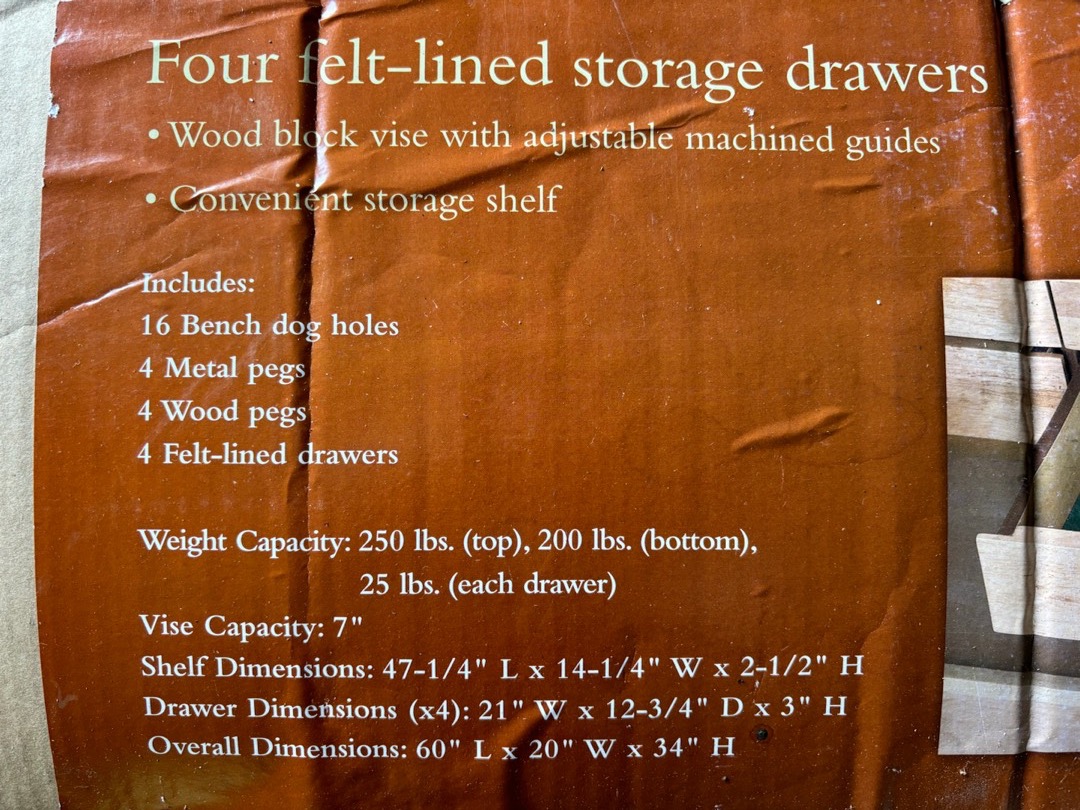 Four felt-lined storage drawers
• Wood block vise with adjustable machined guides
• Convenient storage shelf
Includes:
16 Bench dog holes
4 Metal pegs
4 Wood pegs
4 Felt-lined drawers
Weight Capacity: 250 lbs. (top), 200 lbs. (bottom),
25 lbs. (each drawer)
Vise Capacity: 7"
Shelf Dimensions: 47-1/4" L x 14-1/4" W x 2-1/2" H
Drawer Dimensions (x4): 21" W x 12-3/4" D x 3" H
Overall Dimensions: 60" L x 20" W x 34" H